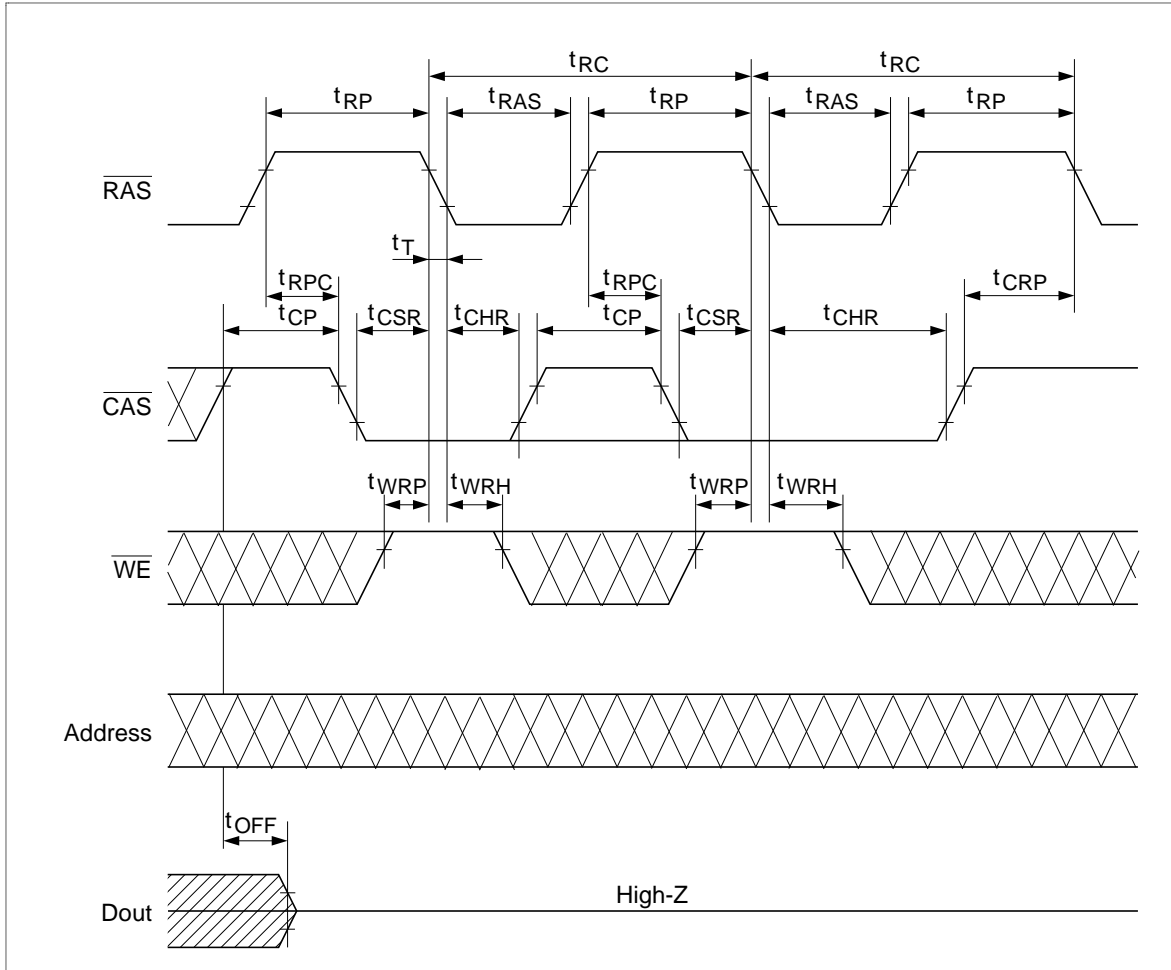 tRC tRC
tRP tRAS tRP tRAS tRP
RAS
tT
tRPC tRPC tCRP
tCP tCSR tCHR tCP tCSR tCHR
CAS
tWRP tWRH tWRP tWRH
WE
Address
tOFF
High-Z
Dout